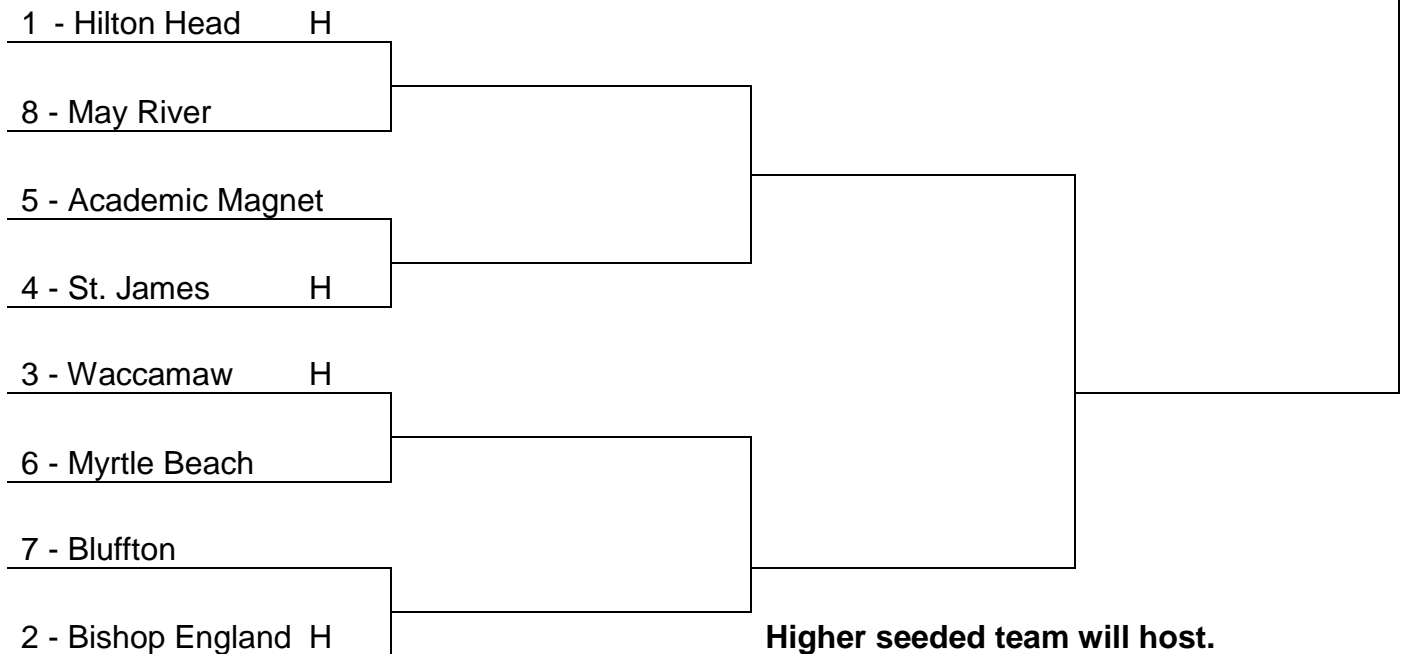 1 - Hilton Head H
8 - May River
5 - Academic Magnet
4 - St. James H
3 - Waccamaw H
6 - Myrtle Beach
7 - Bluffton
2 - Bishop England H
Higher seeded team will host.